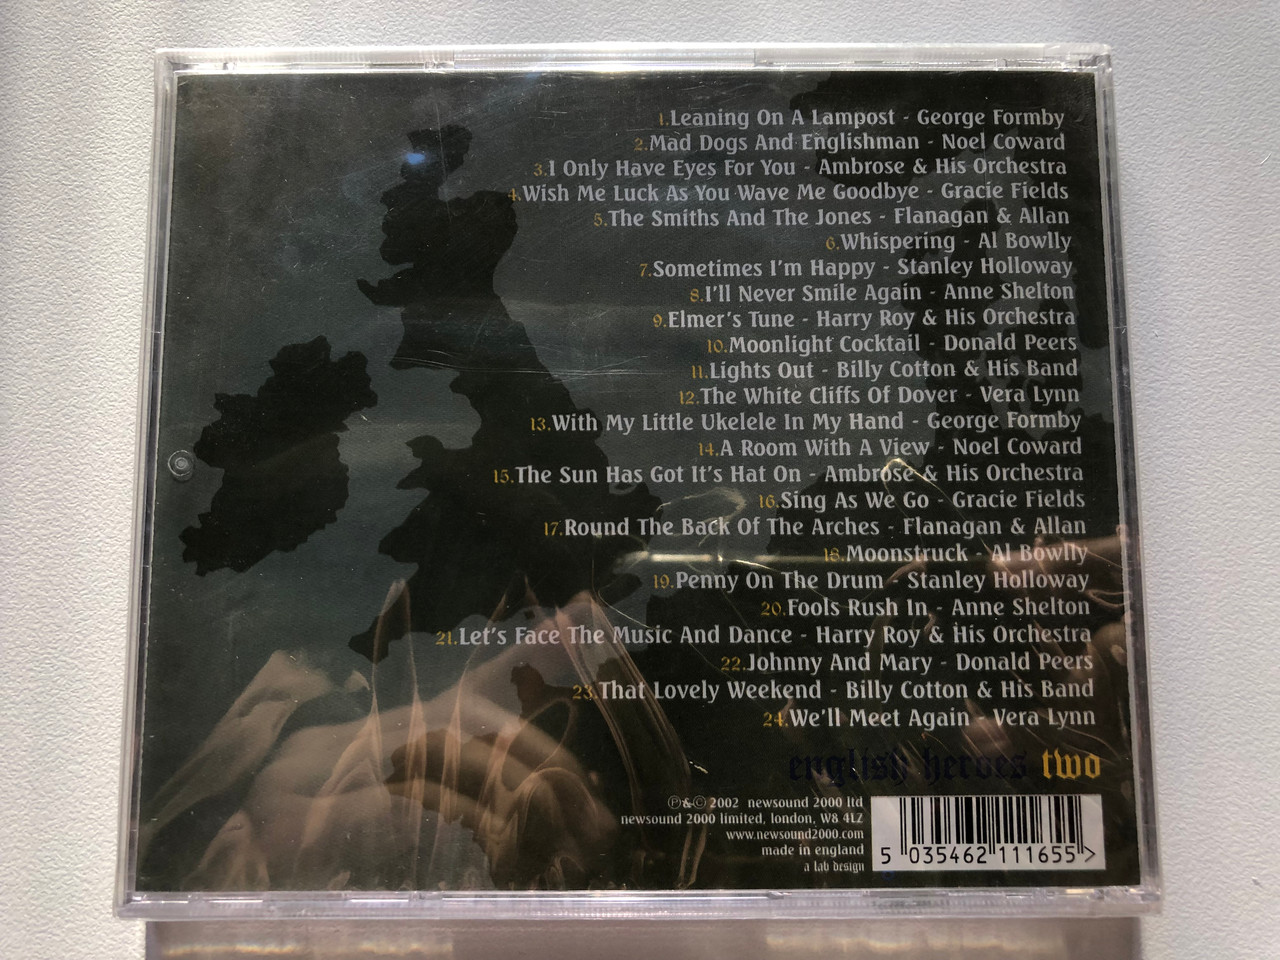 1.Leaning On A Lampost - George Formby
2.Mad Dogs And Englishman - Noel Coward
3.I Only Have Eyes For You - Ambrose & His Orchestra
4.Wish Me Luck As You Wave Me Goodbye - Gracie Fields
5.The Smiths And The Jones - Flanagan & Allan
6.Whispering - Al Bowlly
7.Sometimes I'm Happy - Stanley Holloway
8.I'll Never Smile Again - Anne Shelton
9.Elmer's Tune - Harry Roy & His Orchestra
10.Moonlight Cocktail - Donald Peers
11.Lights Out - Billy Cotton & His Band
12.The White Cliffs Of Dover - Vera Lynn
13.With My Little Ukelele In My Hand - George Formby
14.A Room With A View - Noel Coward
15.The Sun Has Got It's Hat On - Ambrose & His Orchestra
16.Sing As We Go - Gracie Fields
17.Round The Back Of The Arches - Flanagan & Allan
18.Moonstruck - Al Bowlly
19.Penny On The Drum - Stanley Holloway
20.Fools Rush In - Anne Shelton
21.Let's Face The Music And Dance - Harry Roy & His Orchestra
22.Johnny And Mary - Donald Peers
23.That Lovely Weekend - Billy Cotton & His Band
24.We'll Meet Again - Vera Lynn
english heroes two
℗&© 2002 newsound 2000 ltd
newsound 2000 limited, london, W8 4LZ
www.newsound2000.com
made in england
a lab design
5 035462 111655 >